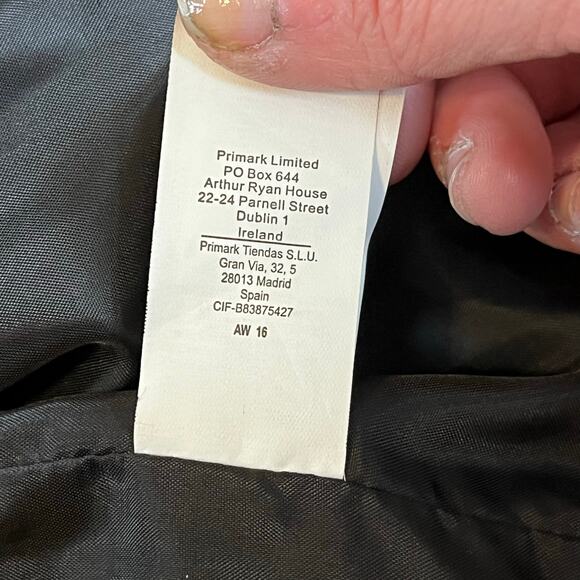 Primark Limited
PO Box 644
Arthur Ryan House
22-24 Parnell Street
Dublin 1
Ireland
Primark Tiendas S.L.U.
Gran Via, 32, 5
28013 Madrid
Spain
CIF-B83875427
AW 16